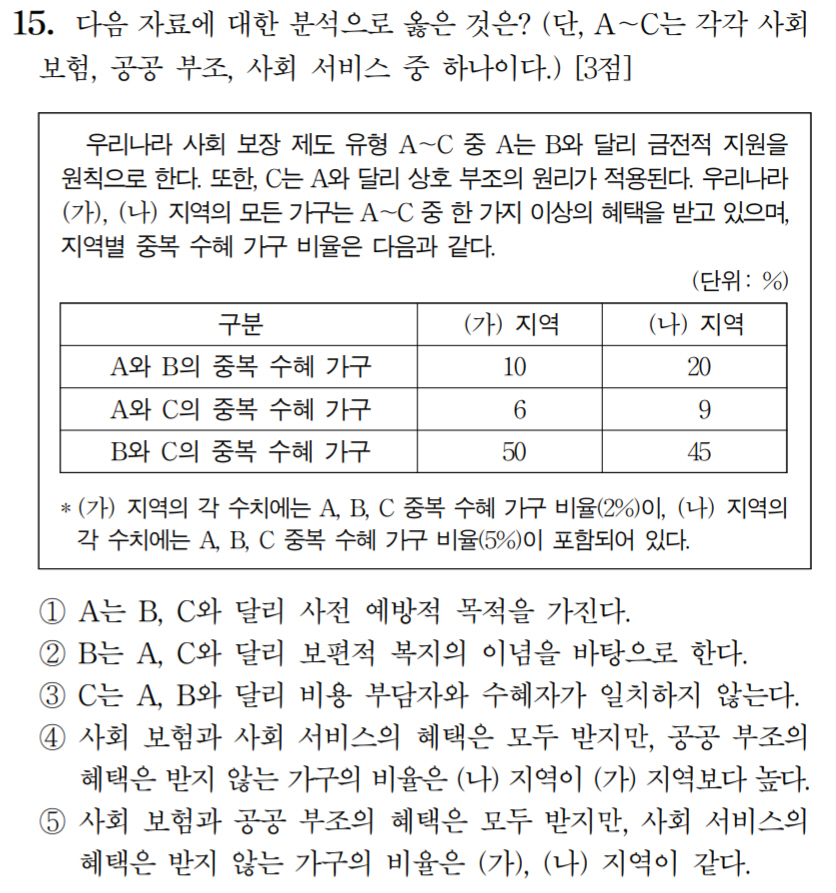 15. 다음 자료에 대한 분석으로 옳은 것은? (단, A~C는 각각 사회
보험, 공공 부조, 사회 서비스 중 하나이다.) [3점]
우리나라 사회 보장 제도 유형 A~C 중 A는 B와 달리 금전적 지원을
원칙으로 한다. 또한, C는 A와 달리 상호 부조의 원리가 적용된다. 우리나라
(가), (나) 지역의 모든 가구는 A~C 중 한 가지 이상의 혜택을 받고 있으며,
지역별 중복 수혜 가구 비율은 다음과 같다.
(단위: %)
구분 (가) 지역 (나) 지역
A와 B의 중복 수혜 가구 10 20
A와 C의 중복 수혜 가구 6 9
B와 C의 중복 수혜 가구 50 45
* (가) 지역의 각 수치에는 A, B, C 중복 수혜 가구 비율(2%)이, (나) 지역의
각 수치에는 A, B, C 중복 수혜 가구 비율(5%)이 포함되어 있다.
① A는 B, C와 달리 사전 예방적 목적을 가진다.
② B는 A, C와 달리 보편적 복지의 이념을 바탕으로 한다.
③ C는 A, B와 달리 비용 부담자와 수혜자가 일치하지 않는다.
④ 사회 보험과 사회 서비스의 혜택은 모두 받지만, 공공 부조의
혜택은 받지 않는 가구의 비율은 (나) 지역이 (가) 지역보다 높다.
⑤ 사회 보험과 공공 부조의 혜택은 모두 받지만, 사회 서비스의
혜택은 받지 않는 가구의 비율은 (가), (나) 지역이 같다.